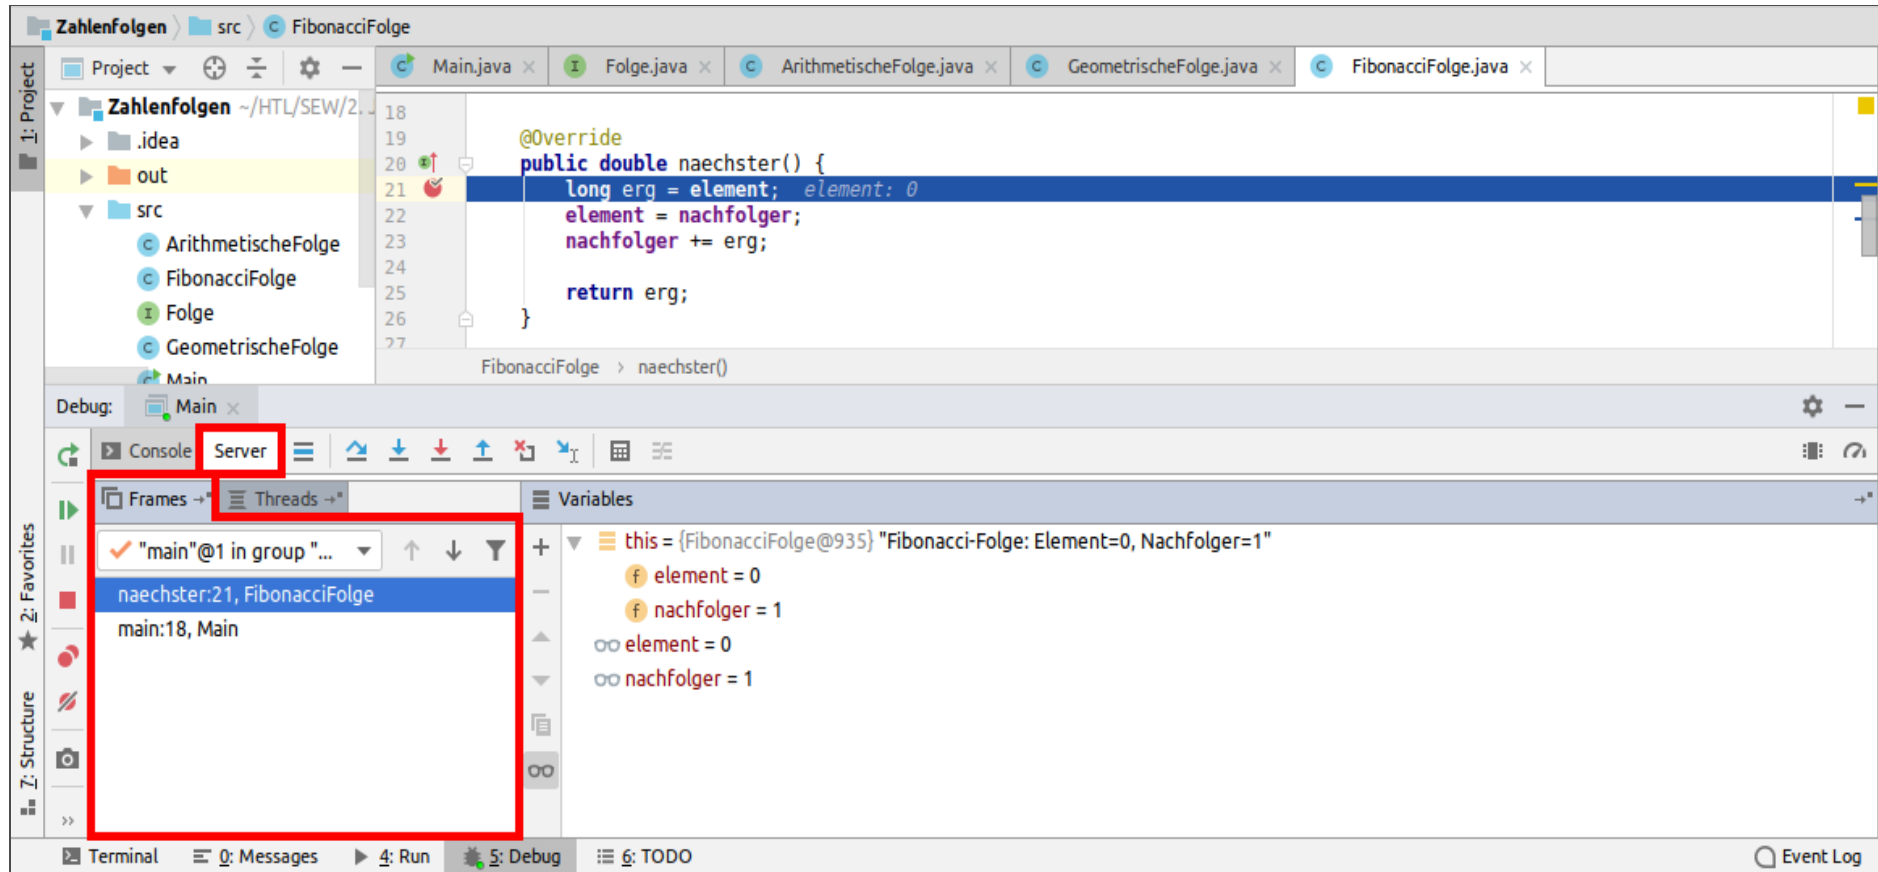 Zahlenfolgen src FibonacciFolge
1: Project
Project
Main.java Folge.java ArithmetischeFolge.java GeometrischeFolge.java FibonacciFolge.java
Zahlenfolgen ~/HTL/SEW/2.
.idea
out
src
ArithmetischeFolge
FibonacciFolge
Folge
GeometrischeFolge
Main
18
19 @Override
20 public double naechster() {
21 long erg = element; element: 0
22 element = nachfolger;
23 nachfolger += erg;
24
25 return erg;
26 }
27
FibonacciFolge > naechster()
Debug: Main
Console Server
Frames Threads Variables
"main"@1 in group "...
naechster:21, FibonacciFolge
main:18, Main
this = {FibonacciFolge@935} "Fibonacci-Folge: Element=0, Nachfolger=1"
element = 0
nachfolger = 1
element = 0
nachfolger = 1
2: Favorites
7: Structure
Terminal 0: Messages 4: Run 5: Debug 6: TODO Event Log